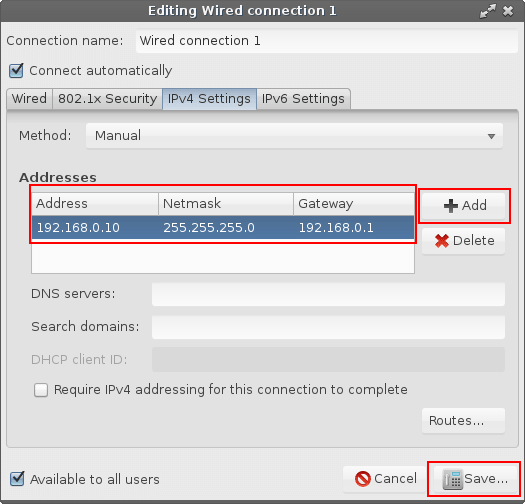 Editing Wired connection 1
Connection name: Wired connection 1
Connect automatically
Wired 802.1x Security IPv4 Settings IPv6 Settings
Method: Manual
Addresses
Address Netmask Gateway Add
192.168.0.10 255.255.255.0 192.168.0.1
Delete
DNS servers:
Search domains:
DHCP client ID:
Require IPv4 addressing for this connection to complete
Routes...
Available to all users Cancel Save...